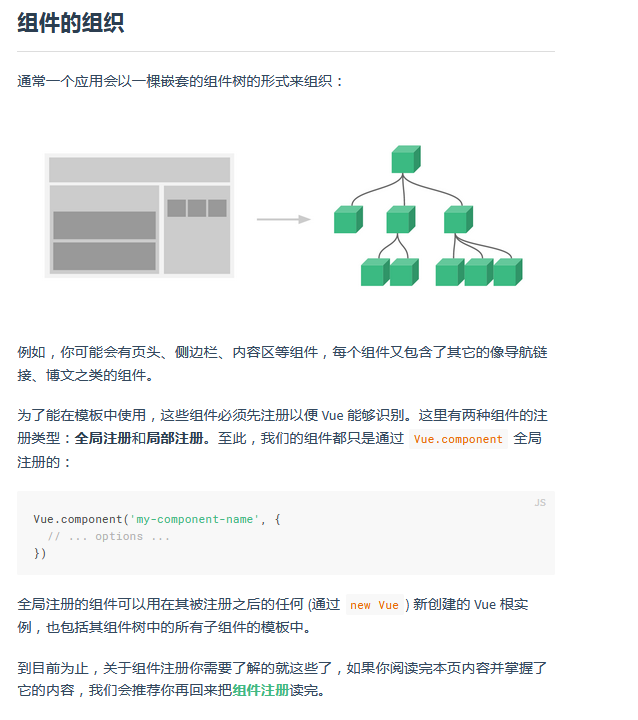 组件的组织
通常一个应用会以一棵嵌套的组件树的形式来组织：
例如，你可能会有页头、侧边栏、内容区等组件，每个组件又包含了其它的像导航链
接、博文之类的组件。
为了能在模板中使用，这些组件必须先注册以便 Vue 能够识别。这里有两种组件的注
册类型：全局注册和局部注册。至此，我们的组件都只是通过 Vue.component 全局
注册的：
JS
Vue.component('my-component-name', {
  // ... options ...
})
全局注册的组件可以用在其被注册之后的任何 (通过 new Vue) 新创建的 Vue 根实
例，也包括其组件树中的所有子组件的模板中。
到目前为止，关于组件注册你需要了解的就这些了，如果你阅读完本页内容并掌握了
它的内容，我们会推荐你再回来把组件注册读完。